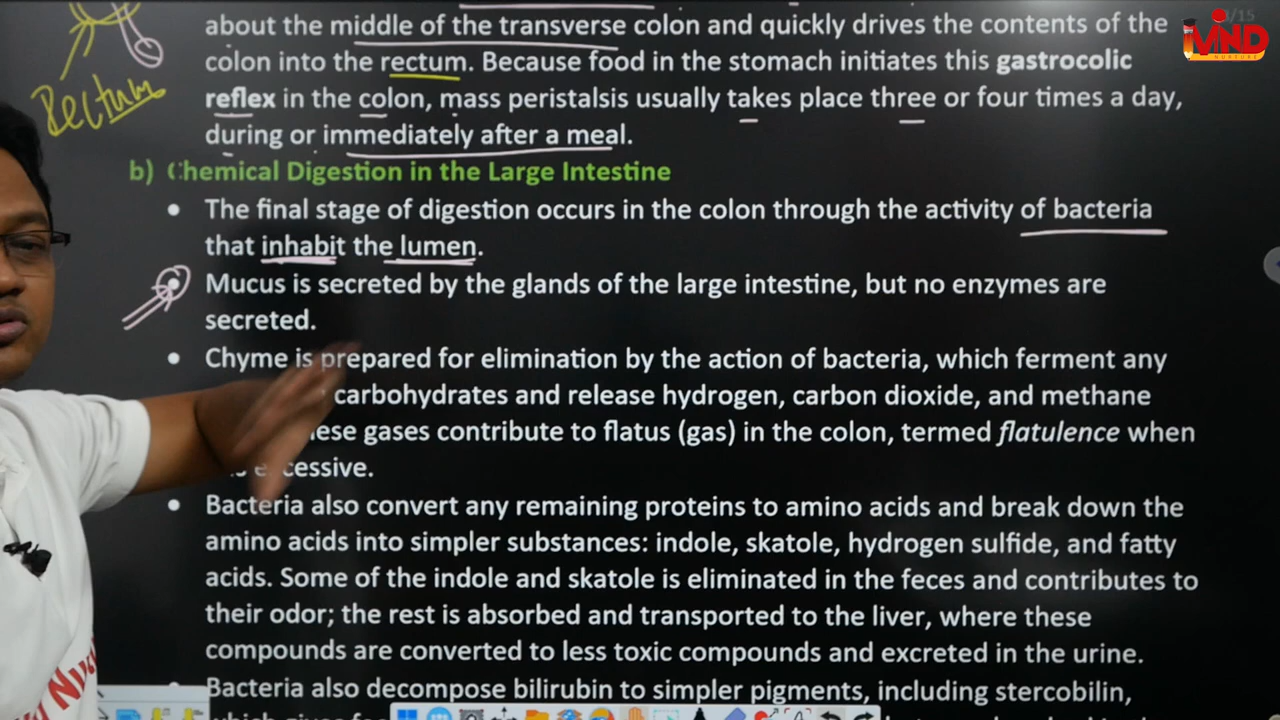 about the middle of the transverse colon and quickly drives the contents of the
colon into the rectum. Because food in the stomach initiates this gastrocolic
reflex in the colon, mass peristalsis usually takes place three or four times a day,
during or immediately after a meal.
Rectum
b) Chemical Digestion in the Large Intestine
• The final stage of digestion occurs in the colon through the activity of bacteria
that inhabit the lumen.
• Mucus is secreted by the glands of the large intestine, but no enzymes are
secreted.
• Chyme is prepared for elimination by the action of bacteria, which ferment any
carbohydrates and release hydrogen, carbon dioxide, and methane
gases contribute to flatus (gas) in the colon, termed flatulence when
• Bacteria also convert any remaining proteins to amino acids and break down the
amino acids into simpler substances: indole, skatole, hydrogen sulfide, and fatty
acids. Some of the indole and skatole is eliminated in the feces and contributes to
their odor; the rest is absorbed and transported to the liver, where these
compounds are converted to less toxic compounds and excreted in the urine.
• Bacteria also decompose bilirubin to simpler pigments, including stercobilin,
/15
MIND
NURTURE